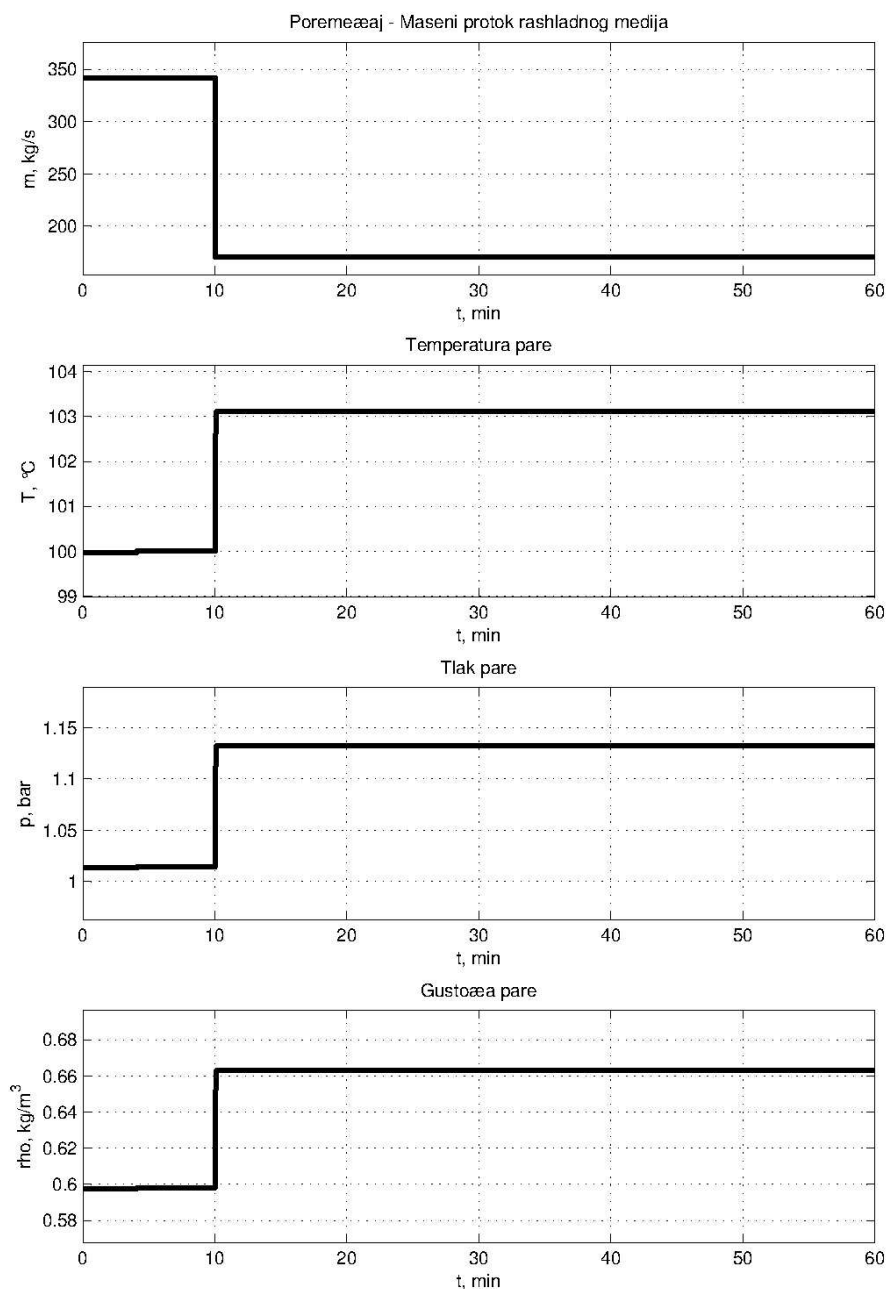 Poremeæaj - Maseni protok rashladnog medija
m, kg/s
350
300
250
200
0 10 20 30 40 50 60
t, min
Temperatura pare
T, °C
104
103
102
101
100
99
0 10 20 30 40 50 60
t, min
Tlak pare
p, bar
1.15
1.1
1.05
1
0 10 20 30 40 50 60
t, min
Gustoæa pare
rho, kg/m³
0.68
0.66
0.64
0.62
0.6
0.58
0 10 20 30 40 50 60
t, min